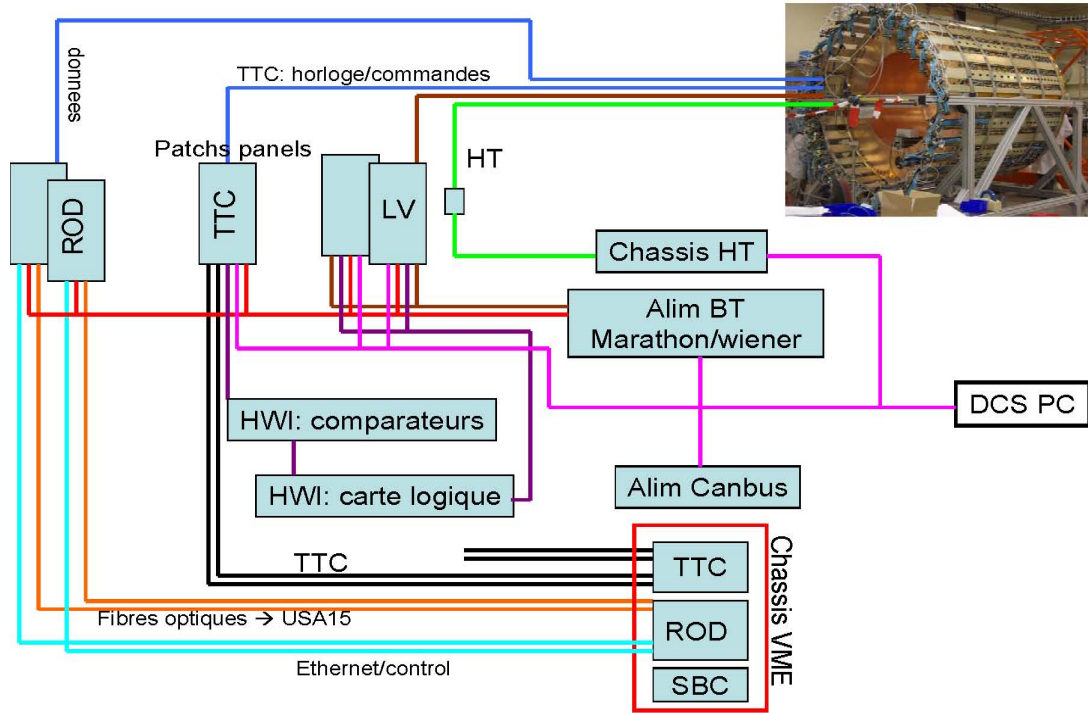 donnees
TTC: horloge/commandes
Patchs panels
HT
ROD
TTC
LV
Chassis HT
Alim BT
Marathon/wiener
DCS PC
HWI: comparateurs
HWI: carte logique
Alim Canbus
TTC
TTC
Chassis VME
Fibres optiques → USA15
ROD
Ethernet/control
SBC